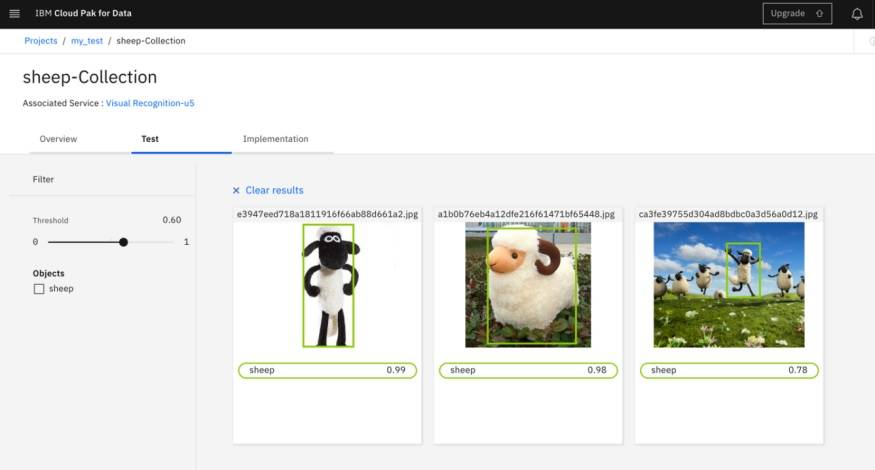 IBM Cloud Pak for Data
Upgrade
Projects / my_test / sheep-Collection
sheep-Collection
Associated Service : Visual Recognition-u5
Overview
Test
Implementation
Filter
Threshold
0.60
0
1
Objects
sheep
× Clear results
e3947eed718a1811916f66ab88d661a2.jpg
sheep 0.99
a1b0b76eb4a12dfe216f61471bf65448.jpg
sheep 0.98
ca3fe39755d304ad8bdbc0a3d56a0d12.jpg
sheep 0.78